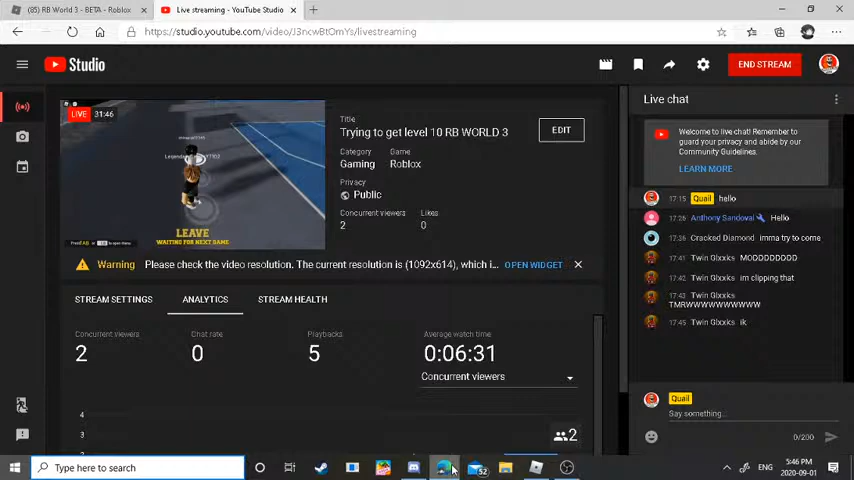 (85) RB World 3 - BETA - Roblox
Live streaming - YouTube Studio
https://studio.youtube.com/video/J3ncwBtOmYs/livestreaming
Studio
END STREAM
LIVE 31:46
LEAVE
WAITING FOR NEXT GAME
Title
Trying to get level 10 RB WORLD 3
EDIT
Category
Game
Gaming
Roblox
Privacy
Public
Concurrent viewers
Likes
2
0
Warning Please check the video resolution. The current resolution is (1092x614), which i... OPEN WIDGET
STREAM SETTINGS
ANALYTICS
STREAM HEALTH
Concurrent viewers
Chat rate
Playbacks
Average watch time
2
0
5
0:06:31
Concurrent viewers
4
3
2
Live chat
Welcome to live chat! Remember to
guard your privacy and abide by our
Community Guidelines.
LEARN MORE
17:15 Quail hello
17:26 Anthony Sandoval Hello
17:36 Cracked Diamond imma try to come
17:41 Twin Glxxks MODDDDDDDD
17:42 Twin Glxxks im clipping that
17:43 Twin Glxxks
TMRWWWWWWWWWW
17:45 Twin Glxxks ik
Quail
Say something...
0/200
Type here to search
52
ENG
5:46 PM
2020-09-01